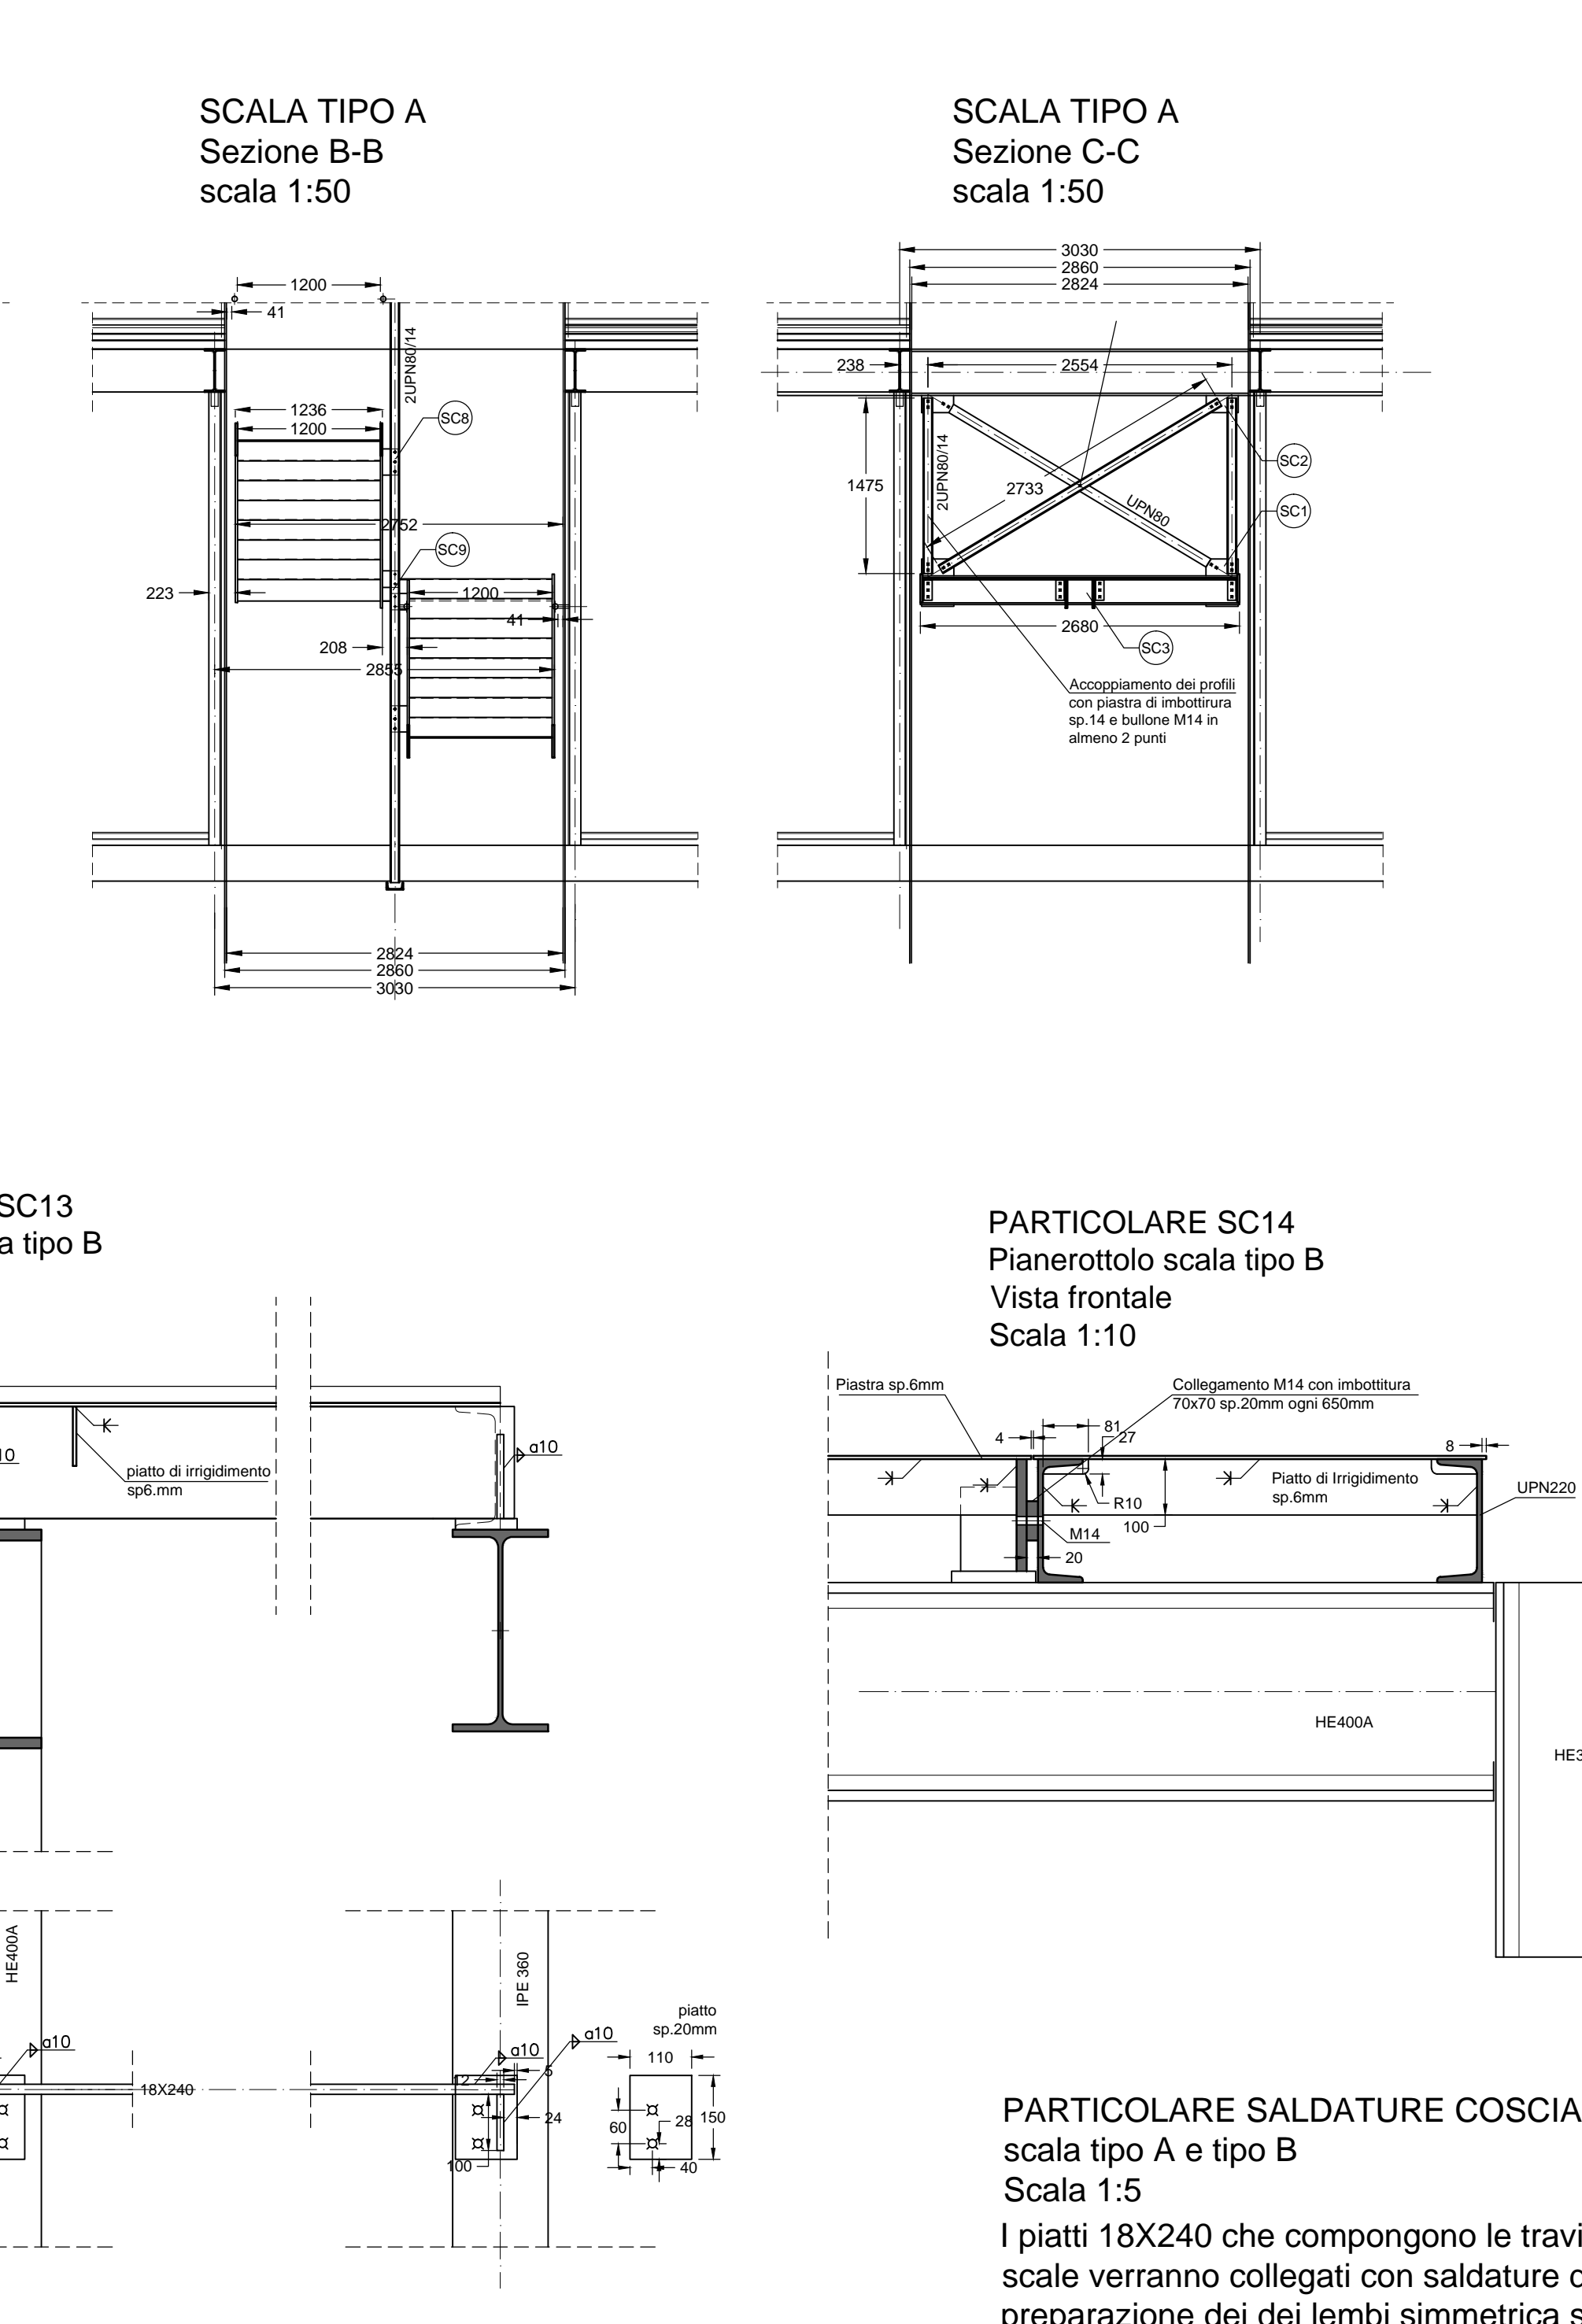 SCALA TIPO A
Sezione B-B
scala 1:50
1200
41
2UPN80/14
SC8
1236
1200
2752
SC9
223
1200
41
208
2855
2824
2860
3030
SCALA TIPO A
Sezione C-C
scala 1:50
3030
2860
2824
238
2554
1475
2UPN80/14
2733
UPN80
SC2
SC1
2680
SC3
Accoppiamento dei profili
con piastra di imbottirura
sp.14 e bullone M14 in
almeno 2 punti
SC13
a tipo B
10
piatto di irrigidimento
sp6.mm
a10
PARTICOLARE SC14
Pianerottolo scala tipo B
Vista frontale
Scala 1:10
Piastra sp.6mm
Collegamento M14 con imbottitura
70x70 sp.20mm ogni 650mm
4
81
27
8
Piatto di Irrigidimento
sp.6mm
UPN220
R10
100
M14
20
HE400A
HE3
HE400A
a10
18X240
IPE 360
a10
a10
5
12
24
100
piatto
sp.20mm
110
60
28
150
40
PARTICOLARE SALDATURE COSCIA
scala tipo A e tipo B
Scala 1:5
I piatti 18X240 che compongono le travi
scale verranno collegati con saldature
preparazione dei dei lembi simmetrica s